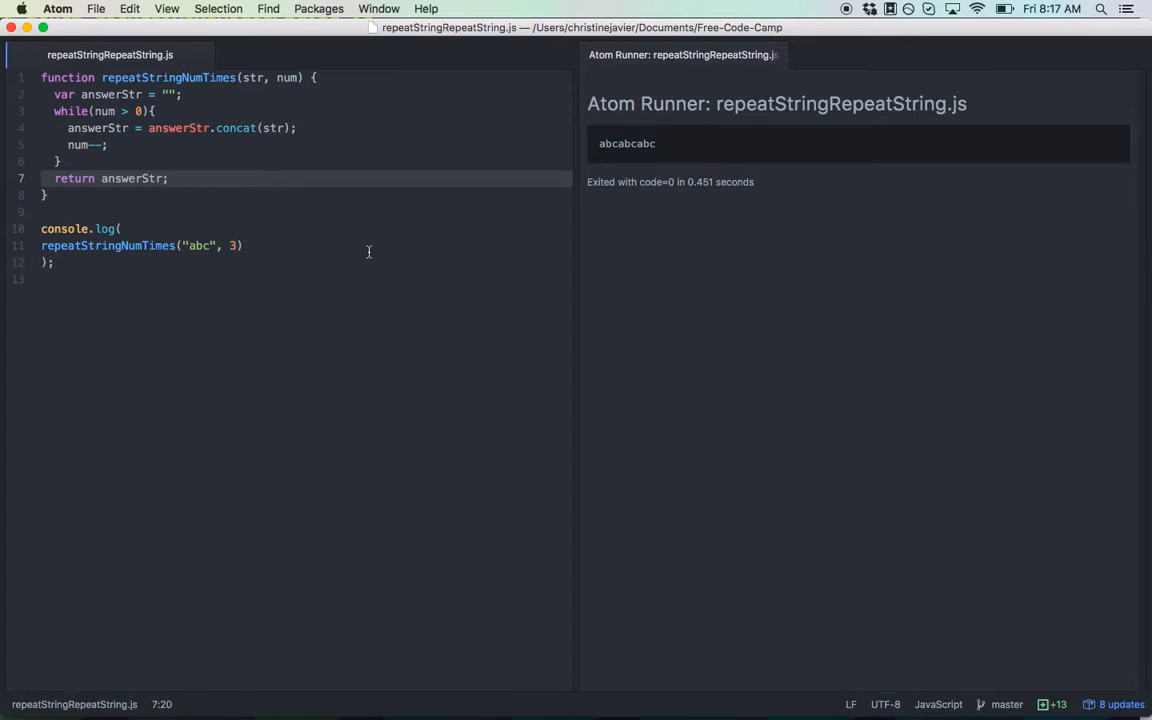 Atom File Edit View Selection Find Packages Window Help Fri 8:17 AM
repeatStringRepeatString.js — /Users/christinejavier/Documents/Free-Code-Camp
repeatStringRepeatString.js
1 function repeatStringNumTimes(str, num) {
2 var answerStr = "";
3 while(num > 0){
4 answerStr = answerStr.concat(str);
5 num--;
6 }
7 return answerStr;
8 }
9
10 console.log(
11 repeatStringNumTimes("abc", 3)
12 );
13
Atom Runner: repeatStringRepeatString.js
Atom Runner: repeatStringRepeatString.js
abcabcabc
Exited with code=0 in 0.451 seconds
repeatStringRepeatString.js 7:20 LF UTF-8 JavaScript master +13 8 updates